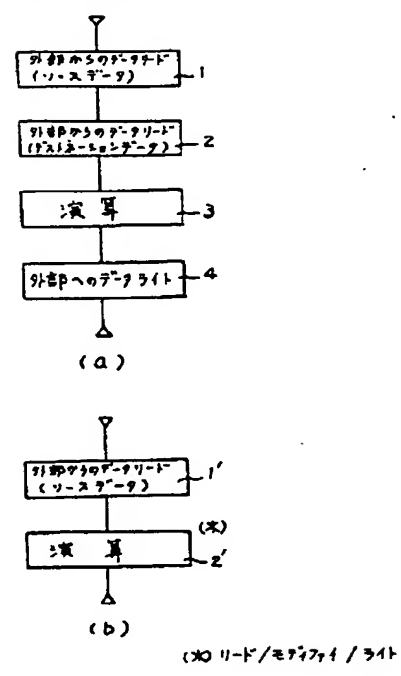 外部からのデータリード
(ソースデータ)
1
外部からのデータリード
(デストネーションデータ)
2
演算
3
外部へのデータライト
4
(a)
外部からのデータリード
(ソースデータ)
1'
(*)
演算
2'
(b)
(*) リード/モディファイ/ライト